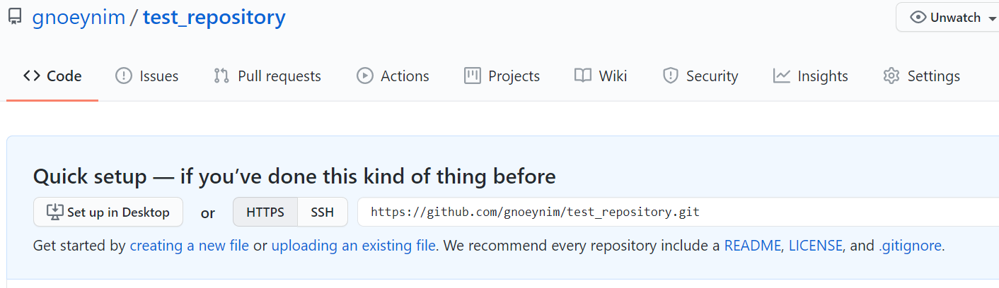 gnoeynim / test_repository
Unwatch
Code Issues Pull requests Actions Projects Wiki Security Insights Settings
Quick setup — if you’ve done this kind of thing before
Set up in Desktop or HTTPS SSH https://github.com/gnoeynim/test_repository.git
Get started by creating a new file or uploading an existing file. We recommend every repository include a README, LICENSE, and .gitignore.